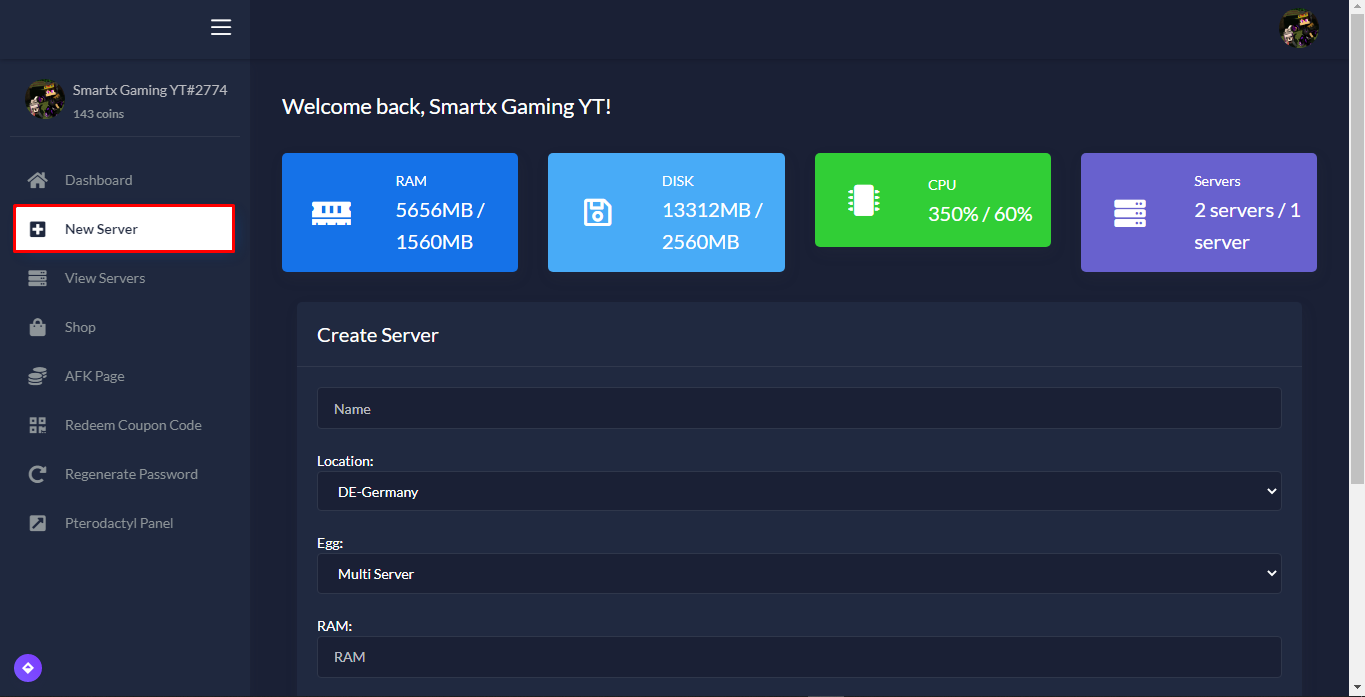 Smartx Gaming YT#2774
143 coins
Dashboard
New Server
View Servers
Shop
AFK Page
Redeem Coupon Code
Regenerate Password
Pterodactyl Panel
Welcome back, Smartx Gaming YT!
RAM
5656MB /
1560MB
DISK
13312MB /
2560MB
CPU
350% / 60%
Servers
2 servers / 1
server
Create Server
Name
Location:
DE-Germany
Egg:
Multi Server
RAM:
RAM